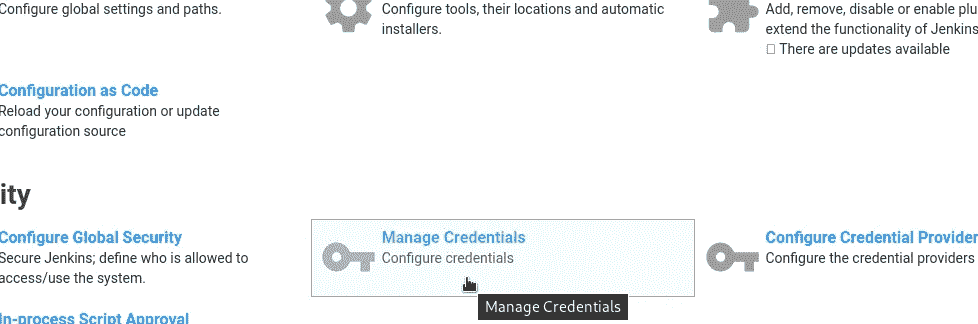 Configure global settings and paths.
Configure tools, their locations and automatic
installers.
Add, remove, disable or enable plu
extend the functionality of Jenkins
There are updates available
Configuration as Code
Reload your configuration or update
configuration source
ity
Configure Global Security
Secure Jenkins; define who is allowed to
access/use the system.
Manage Credentials
Configure credentials
Manage Credentials
Configure Credential Provider
Configure the credential providers
In-process Script Approval